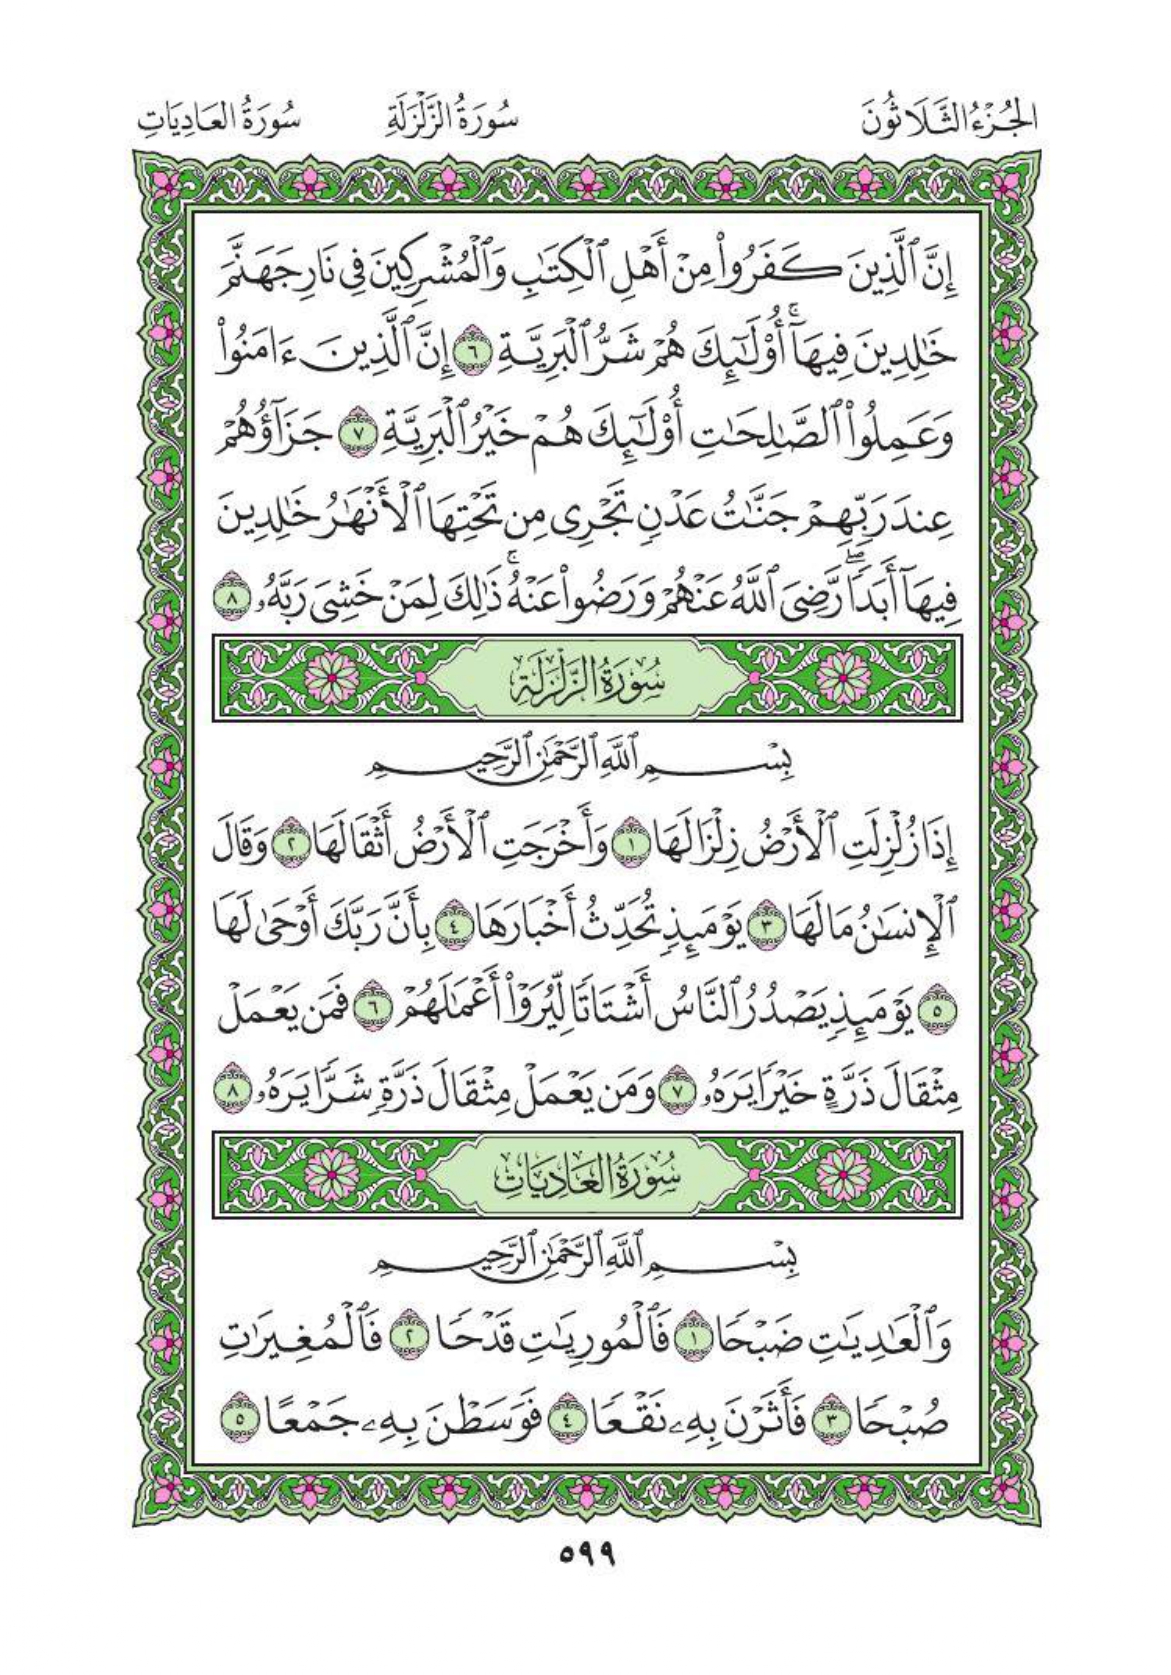 الجُزْءُ الثَّلَاثُونَ سُورَةُ الزَّلْزَلَةِ سُورَةُ العَادِيَاتِ
إِنَّ ٱلَّذِينَ كَفَرُوا۟ مِنْ أَهْلِ ٱلْكِتَـٰبِ وَٱلْمُشْرِكِينَ فِى نَارِ جَهَنَّمَ
خَـٰلِدِينَ فِيهَآ ۚ أُو۟لَـٰٓئِكَ هُمْ شَرُّ ٱلْبَرِيَّةِ ٦ إِنَّ ٱلَّذِينَ ءَامَنُوا۟
وَعَمِلُوا۟ ٱلصَّـٰلِحَـٰتِ أُو۟لَـٰٓئِكَ هُمْ خَيْرُ ٱلْبَرِيَّةِ ٧ جَزَآؤُهُمْ
عِندَ رَبِّهِمْ جَنَّـٰتُ عَدْنٍ تَجْرِى مِن تَحْتِهَا ٱلْأَنْهَـٰرُ خَـٰلِدِينَ
فِيهَآ أَبَدًا ۖ رَّضِىَ ٱللَّهُ عَنْهُمْ وَرَضُوا۟ عَنْهُ ۚ ذَٰلِكَ لِمَنْ خَشِىَ رَبَّهُۥ ٨
سُورَةُ الزَّلْزَلَةِ
بِسْمِ ٱللَّهِ ٱلرَّحْمَـٰنِ ٱلرَّحِيمِ
إِذَا زُلْزِلَتِ ٱلْأَرْضُ زِلْزَالَهَا ١ وَأَخْرَجَتِ ٱلْأَرْضُ أَثْقَالَهَا ٢ وَقَالَ
ٱلْإِنسَـٰنُ مَا لَهَا ٣ يَوْمَئِذٍ تُحَدِّثُ أَخْبَارَهَا ٤ بِأَنَّ رَبَّكَ أَوْحَىٰ لَهَا
٥ يَوْمَئِذٍ يَصْدُرُ ٱلنَّاسُ أَشْتَاتًا لِّيُرَوْا۟ أَعْمَـٰلَهُمْ ٦ فَمَن يَعْمَلْ
مِثْقَالَ ذَرَّةٍ خَيْرًا يَرَهُۥ ٧ وَمَن يَعْمَلْ مِثْقَالَ ذَرَّةٍ شَرًّا يَرَهُۥ ٨
سُورَةُ العَادِيَاتِ
بِسْمِ ٱللَّهِ ٱلرَّحْمَـٰنِ ٱلرَّحِيمِ
وَٱلْعَـٰدِيَـٰتِ ضَبْحًا ١ فَٱلْمُورِيَـٰتِ قَدْحًا ٢ فَٱلْمُغِيرَٰتِ
صُبْحًا ٣ فَأَثَرْنَ بِهِۦ نَقْعًا ٤ فَوَسَطْنَ بِهِۦ جَمْعًا ٥
٥٩٩